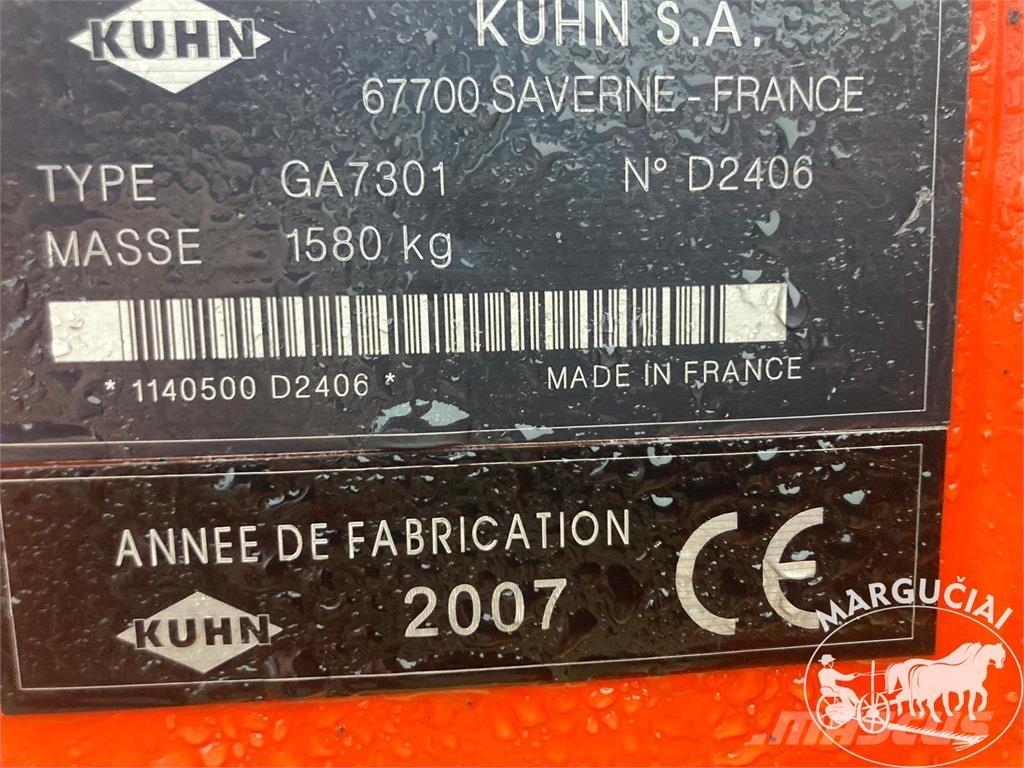 KUHN
KUHN S.A.
67700 SAVERNE - FRANCE
TYPE GA7301 N° D2406
MASSE 1580 kg
* 1140500 D2406 * MADE IN FRANCE
ANNEE DE FABRICATION
KUHN 2007 CE
MARGUČIAI
Mascus